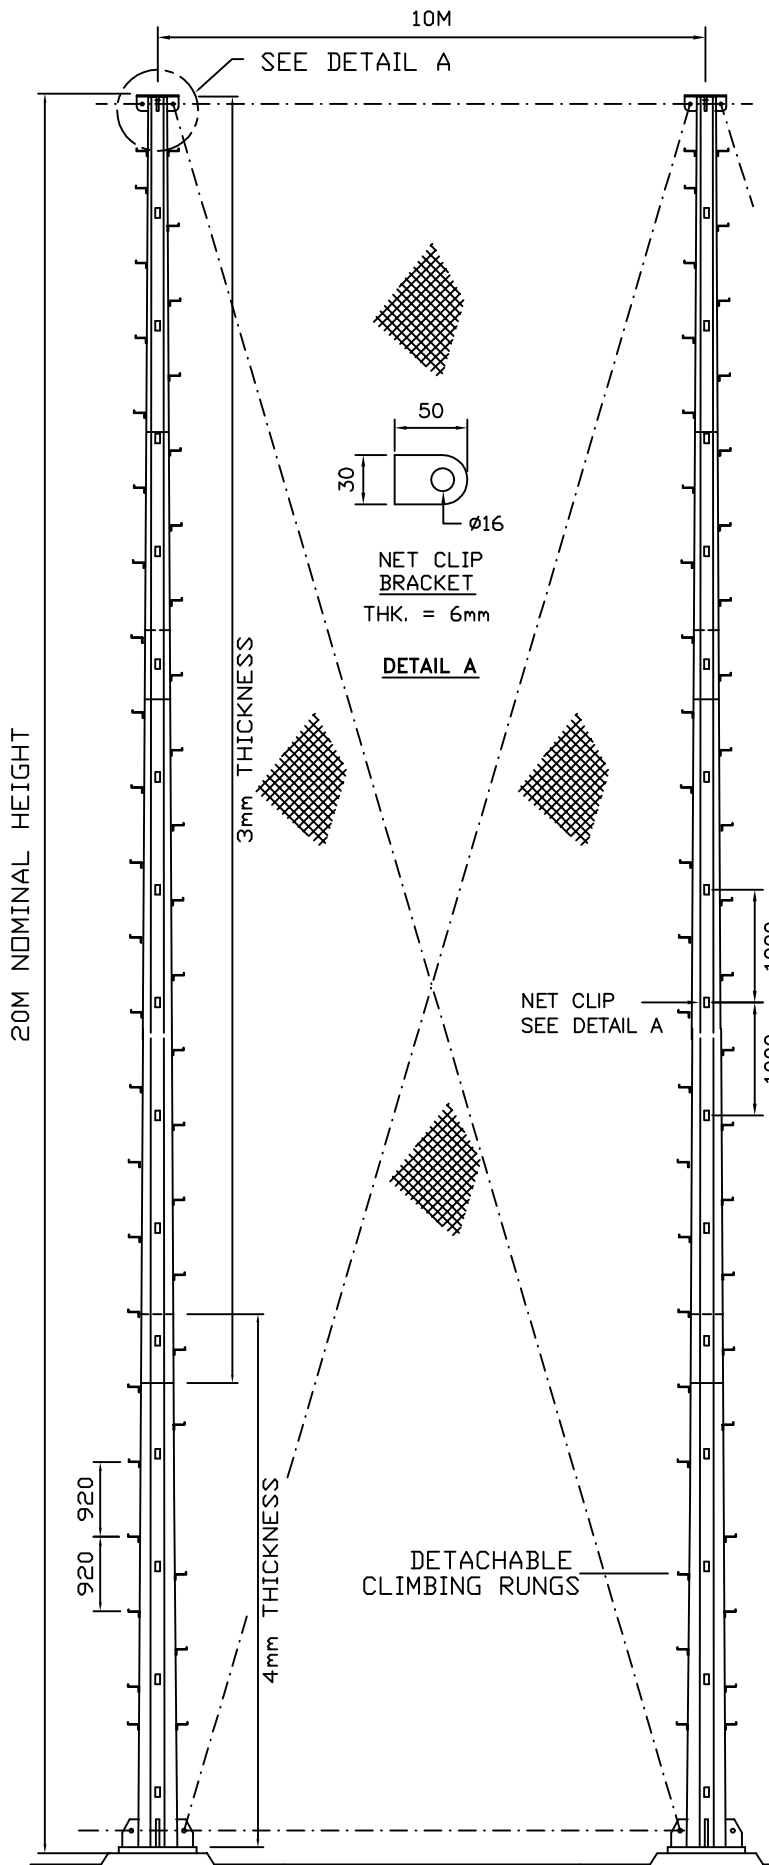 10M
SEE DETAIL A
50
30
ø16
NET CLIP
BRACKET
THK. = 6mm
DETAIL A
3mm THICKNESS
20M NOMINAL HEIGHT
NET CLIP
SEE DETAIL A
920
920
4mm THICKNESS
DETACHABLE
CLIMBING RUNGS